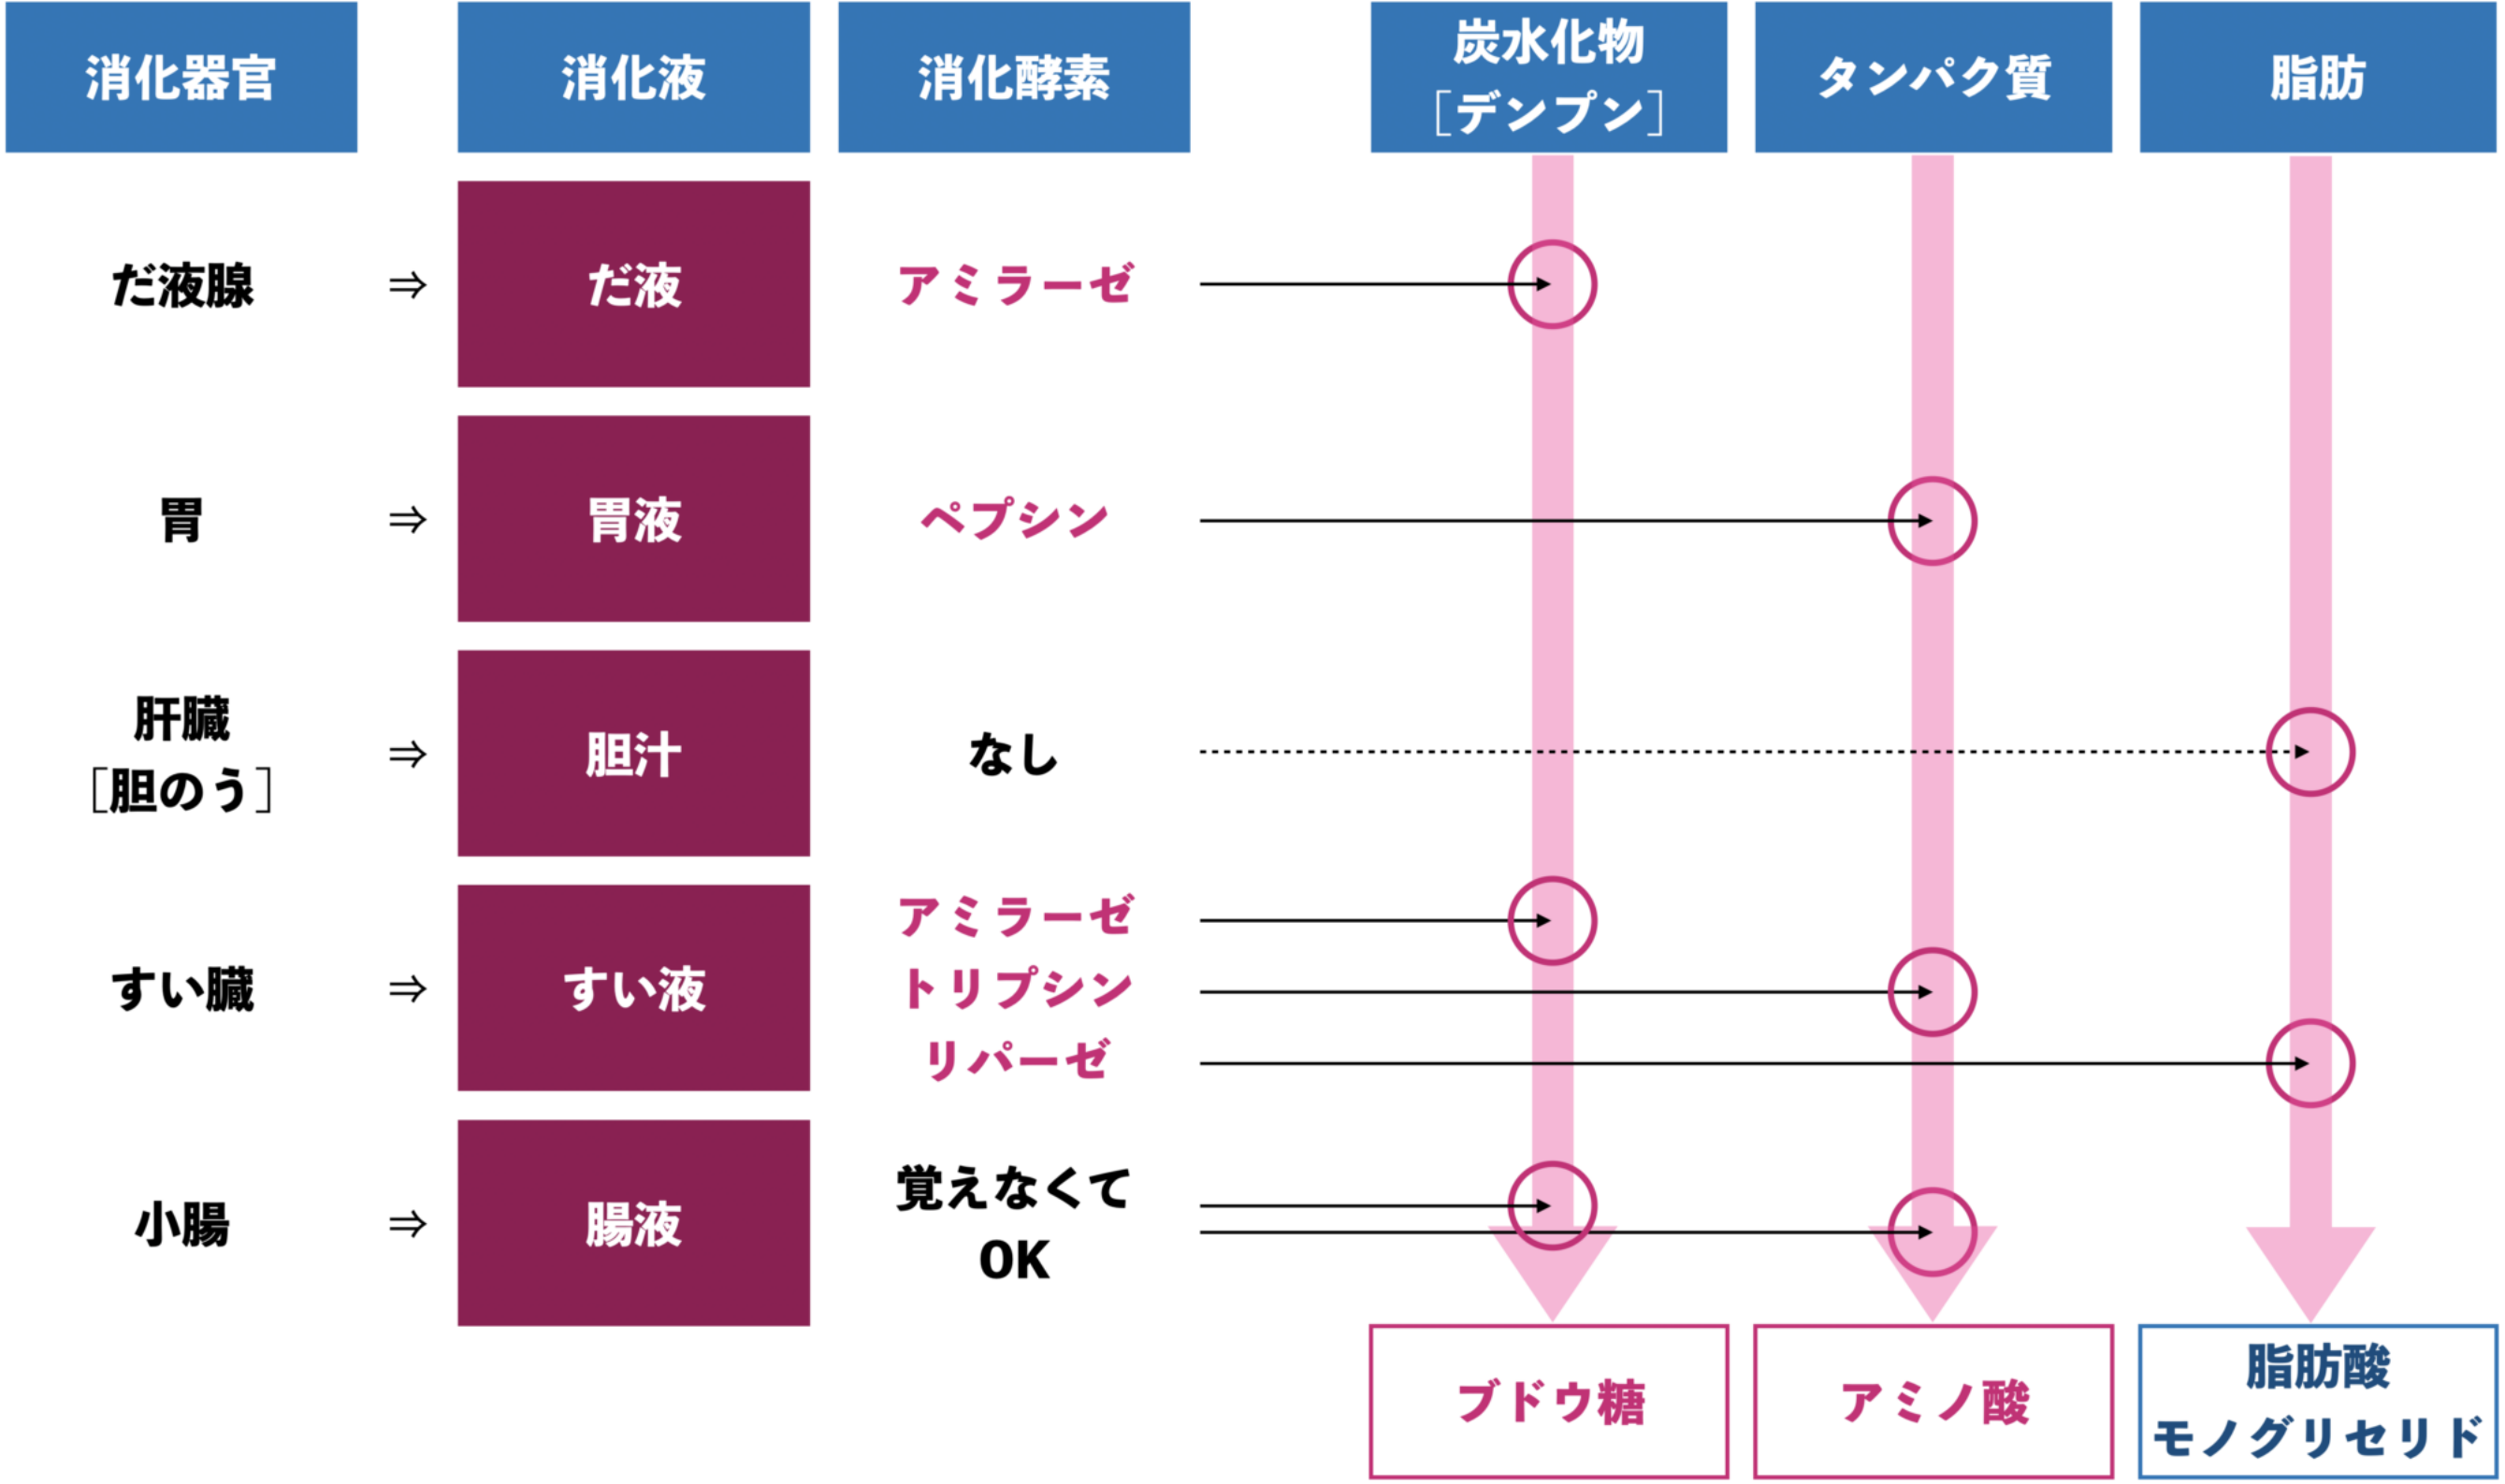 消化器官
消化液
消化酵素
炭水化物
[デンプン]
タンパク質
脂肪
だ液腺
⇒
だ液
アミラーゼ
胃
⇒
胃液
ペプシン
肝臓
[胆のう]
⇒
胆汁
なし
すい臓
⇒
すい液
アミラーゼ
トリプシン
リパーゼ
小腸
⇒
腸液
覚えなくて
OK
ブドウ糖
アミノ酸
脂肪酸
モノグリセリド